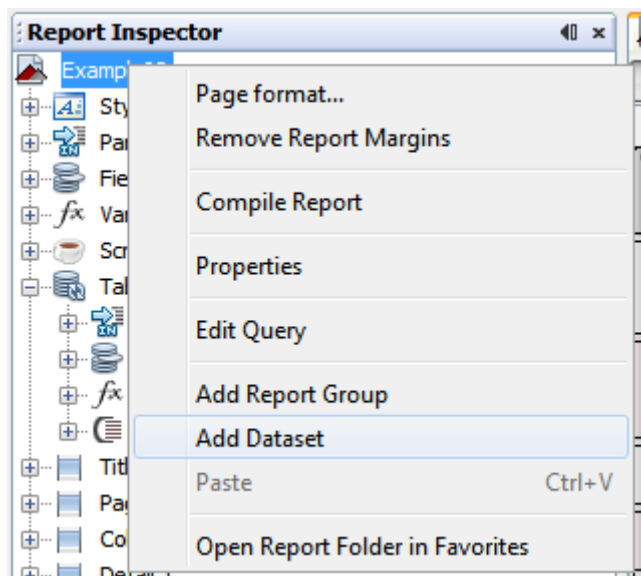 Report Inspector
Page format...
Remove Report Margins
Compile Report
Properties
Edit Query
Add Report Group
Add Dataset
Paste Ctrl+V
Open Report Folder in Favorites